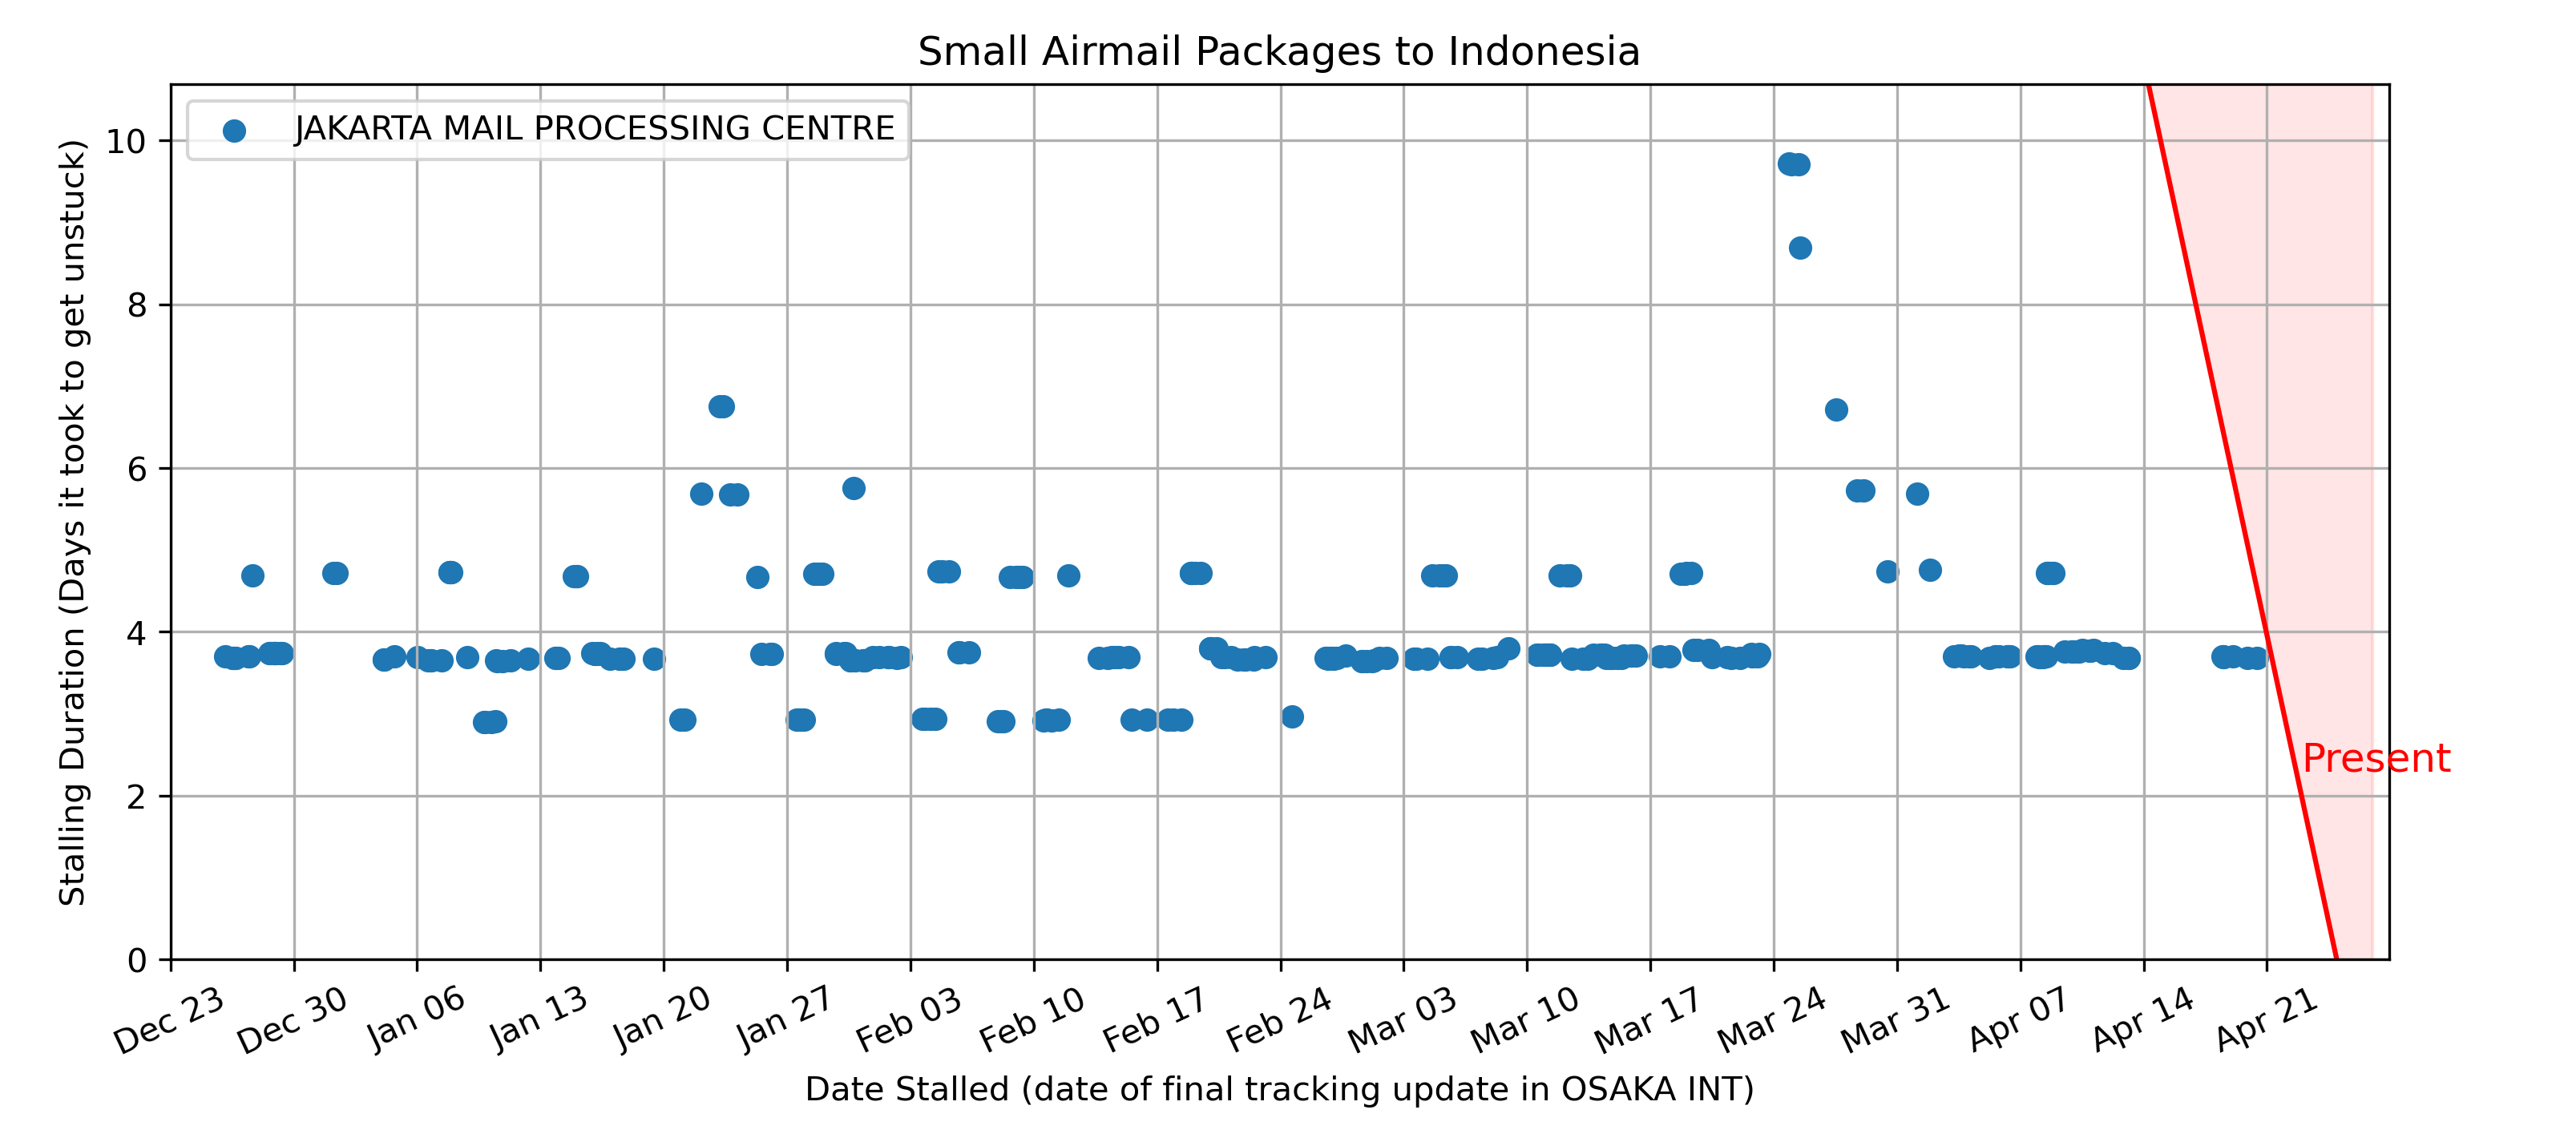 Small Airmail Packages to Indonesia
JAKARTA MAIL PROCESSING CENTRE
Stalling Duration (Days it took to get unstuck)
10
8
6
4
2
0
Present
Dec 23
Dec 30
Jan 06
Jan 13
Jan 20
Jan 27
Feb 03
Feb 10
Feb 17
Feb 24
Mar 03
Mar 10
Mar 17
Mar 24
Mar 31
Apr 07
Apr 14
Apr 21
Date Stalled (date of final tracking update in OSAKA INT)